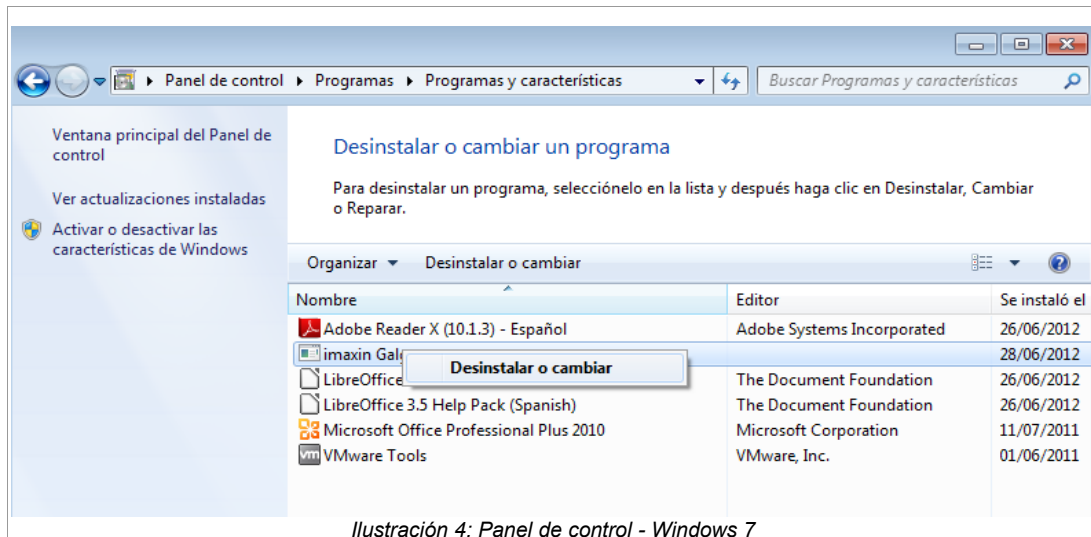 Panel de control ▸ Programas ▸ Programas y características
Buscar Programas y características
Ventana principal del Panel de
control
Ver actualizaciones instaladas
Activar o desactivar las
características de Windows
Desinstalar o cambiar un programa
Para desinstalar un programa, selecciónelo en la lista y después haga clic en Desinstalar, Cambiar
o Reparar.
Organizar Desinstalar o cambiar
Nombre Editor Se instaló el
Adobe Reader X (10.1.3) - Español Adobe Systems Incorporated 26/06/2012
imaxin 28/06/2012
Desinstalar o cambiar
LibreOffice The Document Foundation 26/06/2012
LibreOffice 3.5 Help Pack (Spanish) The Document Foundation 26/06/2012
Microsoft Office Professional Plus 2010 Microsoft Corporation 11/07/2011
vm VMware Tools VMware, Inc. 01/06/2011
Ilustración 4: Panel de control - Windows 7